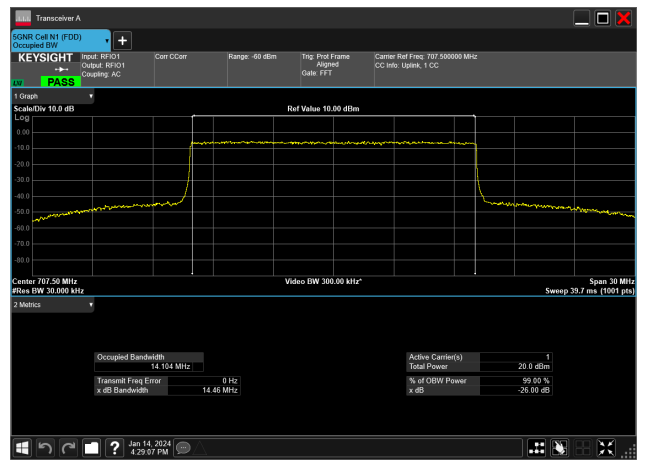 Transceiver A
5GNR Cell N1 (FDD)
Occupied BW
KEYSIGHT
PASS
Input: RFIO1
Output: RFIO1
Coupling: AC
Corr CCorr
Range: -60 dBm
Trig: Prot Frame
Aligned
Gate: FFT
Carrier Ref Freq: 707.500000 MHz
CC Info: Uplink, 1 CC
1 Graph
Scale/Div 10.0 dB
Ref Value 10.00 dBm
Log
0.00
-10.0
-20.0
-30.0
-40.0
-50.0
-60.0
-70.0
-80.0
Center 707.50 MHz
Video BW 300.00 kHz*
Span 30 MHz
#Res BW 30.000 kHz
Sweep 39.7 ms (1001 pts)
2 Metrics
Occupied Bandwidth
14.104 MHz
Transmit Freq Error 0 Hz
x dB Bandwidth 14.46 MHz
Active Carrier(s) 1
Total Power 20.0 dBm
% of OBW Power 99.00 %
x dB -26.00 dB
?
Jan 14, 2024
4:29:07 PM